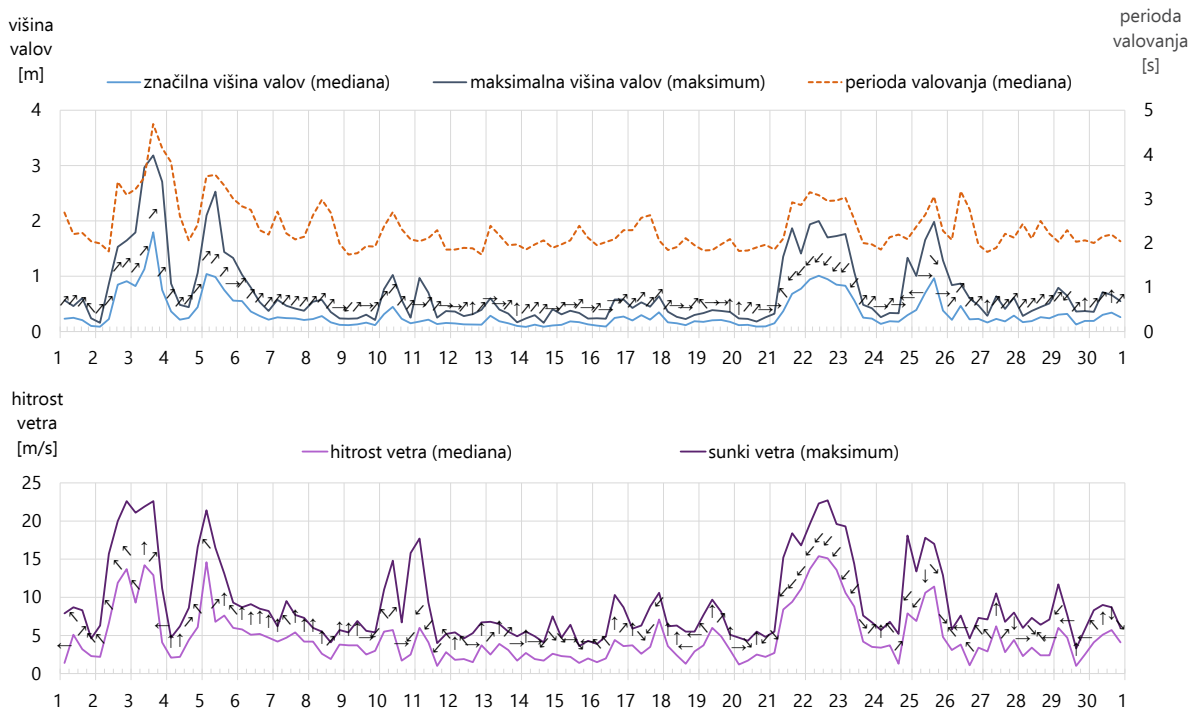 višina
valov
[m]
perioda
valovanja
[s]
značilna višina valov (mediana)
maksimalna višina valov (maksimum)
perioda valovanja (mediana)
4
3
2
1
0
5
4
3
2
1
0
1 2 3 4 5 6 7 8 9 10 11 12 13 14 15 16 17 18 19 20 21 22 23 24 25 26 27 28 29 30 1
hitrost
vetra
[m/s]
hitrost vetra (mediana)
sunki vetra (maksimum)
25
20
15
10
5
0
1 2 3 4 5 6 7 8 9 10 11 12 13 14 15 16 17 18 19 20 21 22 23 24 25 26 27 28 29 30 1